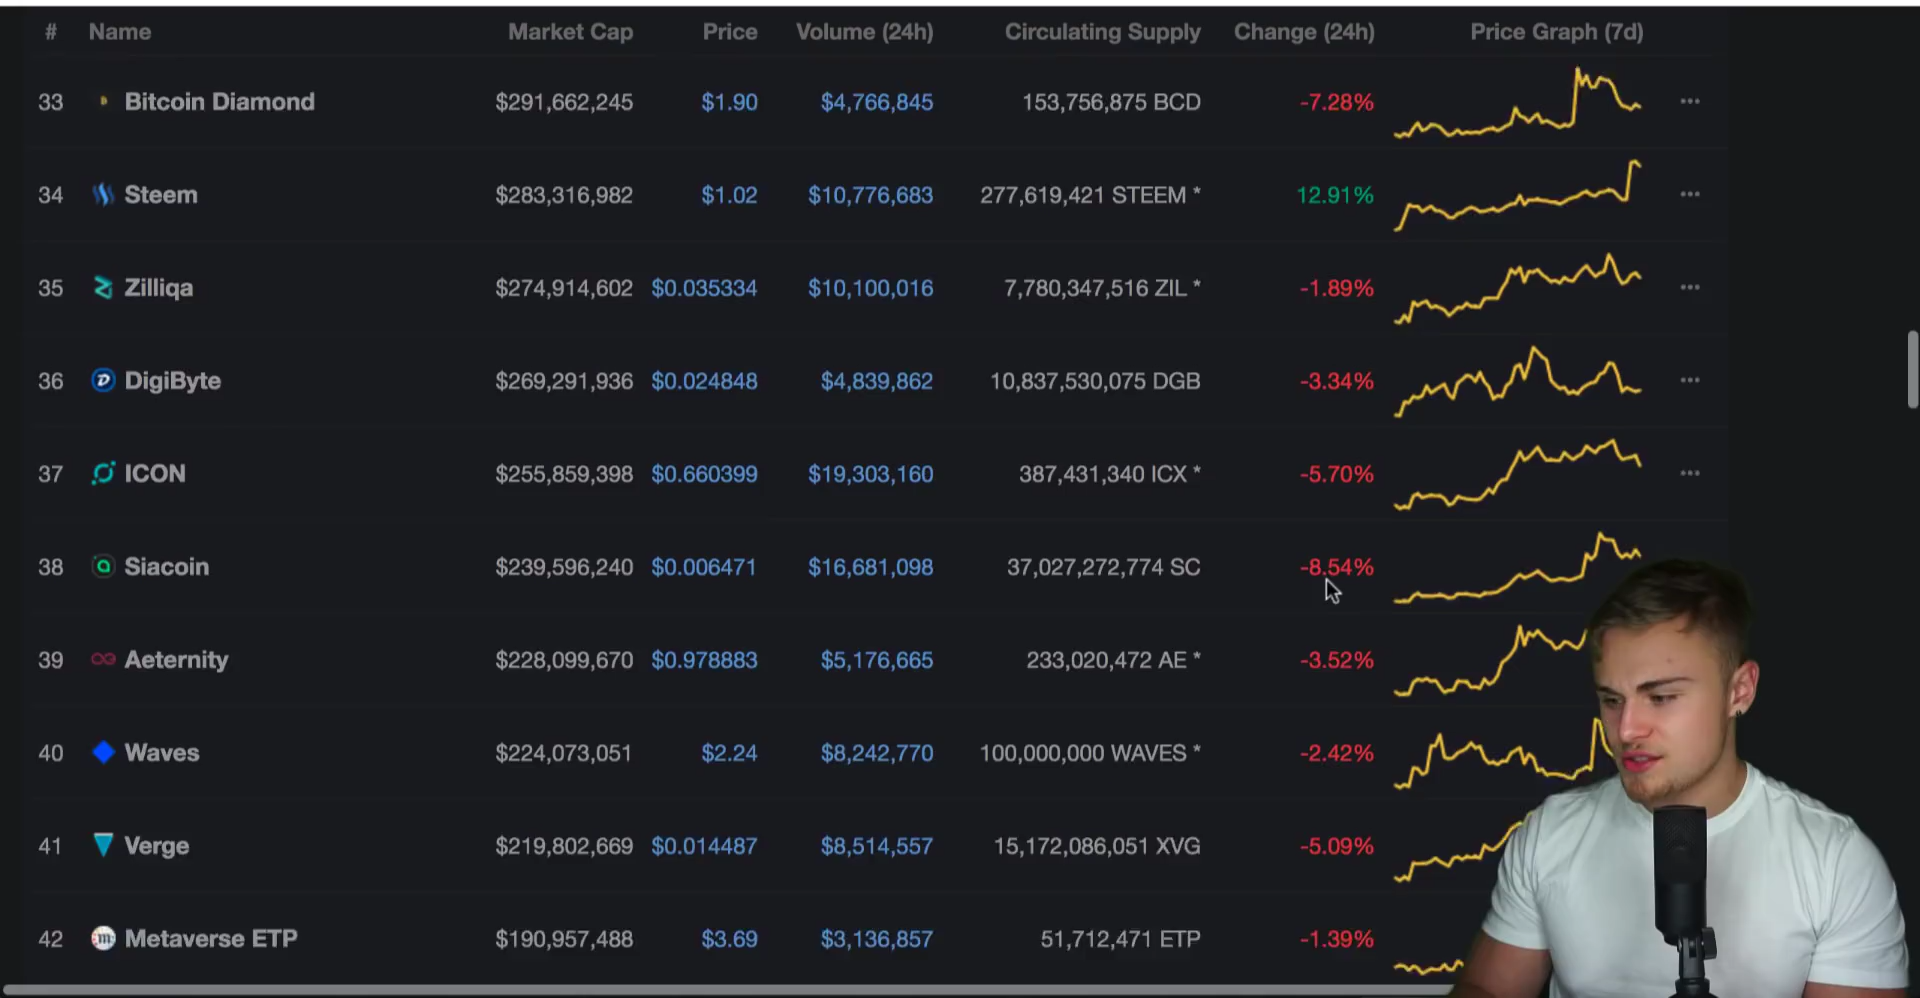 # Name Market Cap Price Volume (24h) Circulating Supply Change (24h) Price Graph (7d)
33 Bitcoin Diamond $291,662,245 $1.90 $4,766,845 153,756,875 BCD -7.28%
34 Steem $283,316,982 $1.02 $10,776,683 277,619,421 STEEM * 12.91%
35 Zilliqa $274,914,602 $0.035334 $10,100,016 7,780,347,516 ZIL * -1.89%
36 DigiByte $269,291,936 $0.024848 $4,839,862 10,837,530,075 DGB -3.34%
37 ICON $255,859,398 $0.660399 $19,303,160 387,431,340 ICX * -5.70%
38 Siacoin $239,596,240 $0.006471 $16,681,098 37,027,272,774 SC -8.54%
39 Aeternity $228,099,670 $0.978883 $5,176,665 233,020,472 AE * -3.52%
40 Waves $224,073,051 $2.24 $8,242,770 100,000,000 WAVES * -2.42%
41 Verge $219,802,669 $0.014487 $8,514,557 15,172,086,051 XVG -5.09%
42 Metaverse ETP $190,957,488 $3.69 $3,136,857 51,712,471 ETP -1.39%